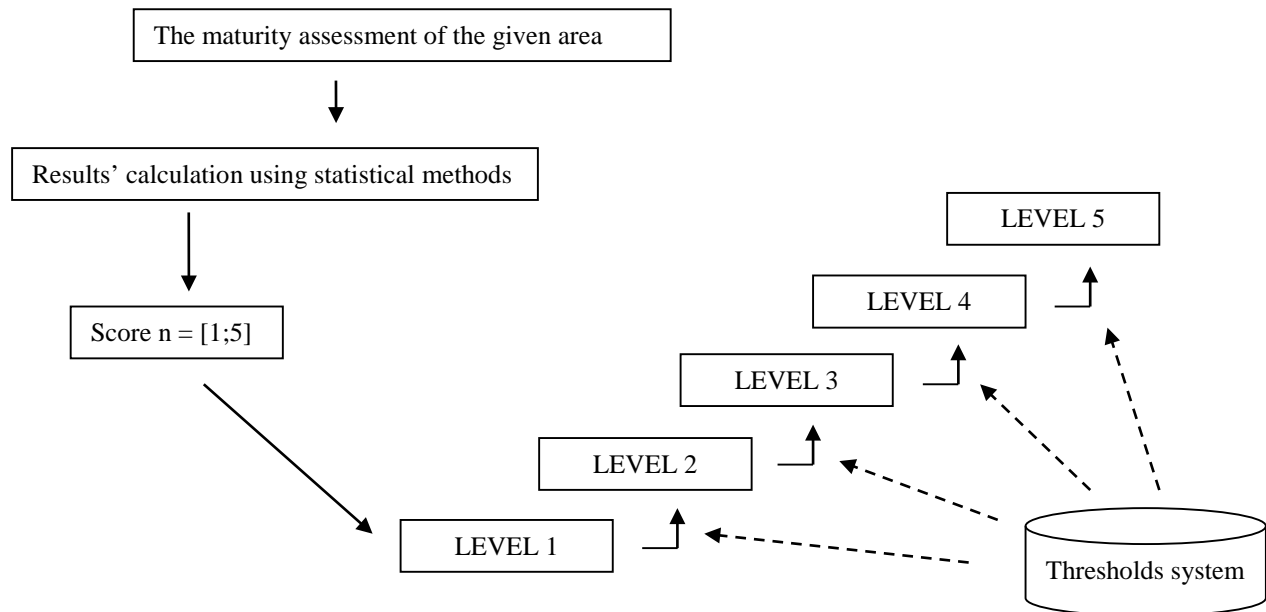 The maturity assessment of the given area
Results’ calculation using statistical methods
LEVEL 5
LEVEL 4
Score n = [1;5]
LEVEL 3
LEVEL 2
LEVEL 1
Thresholds system